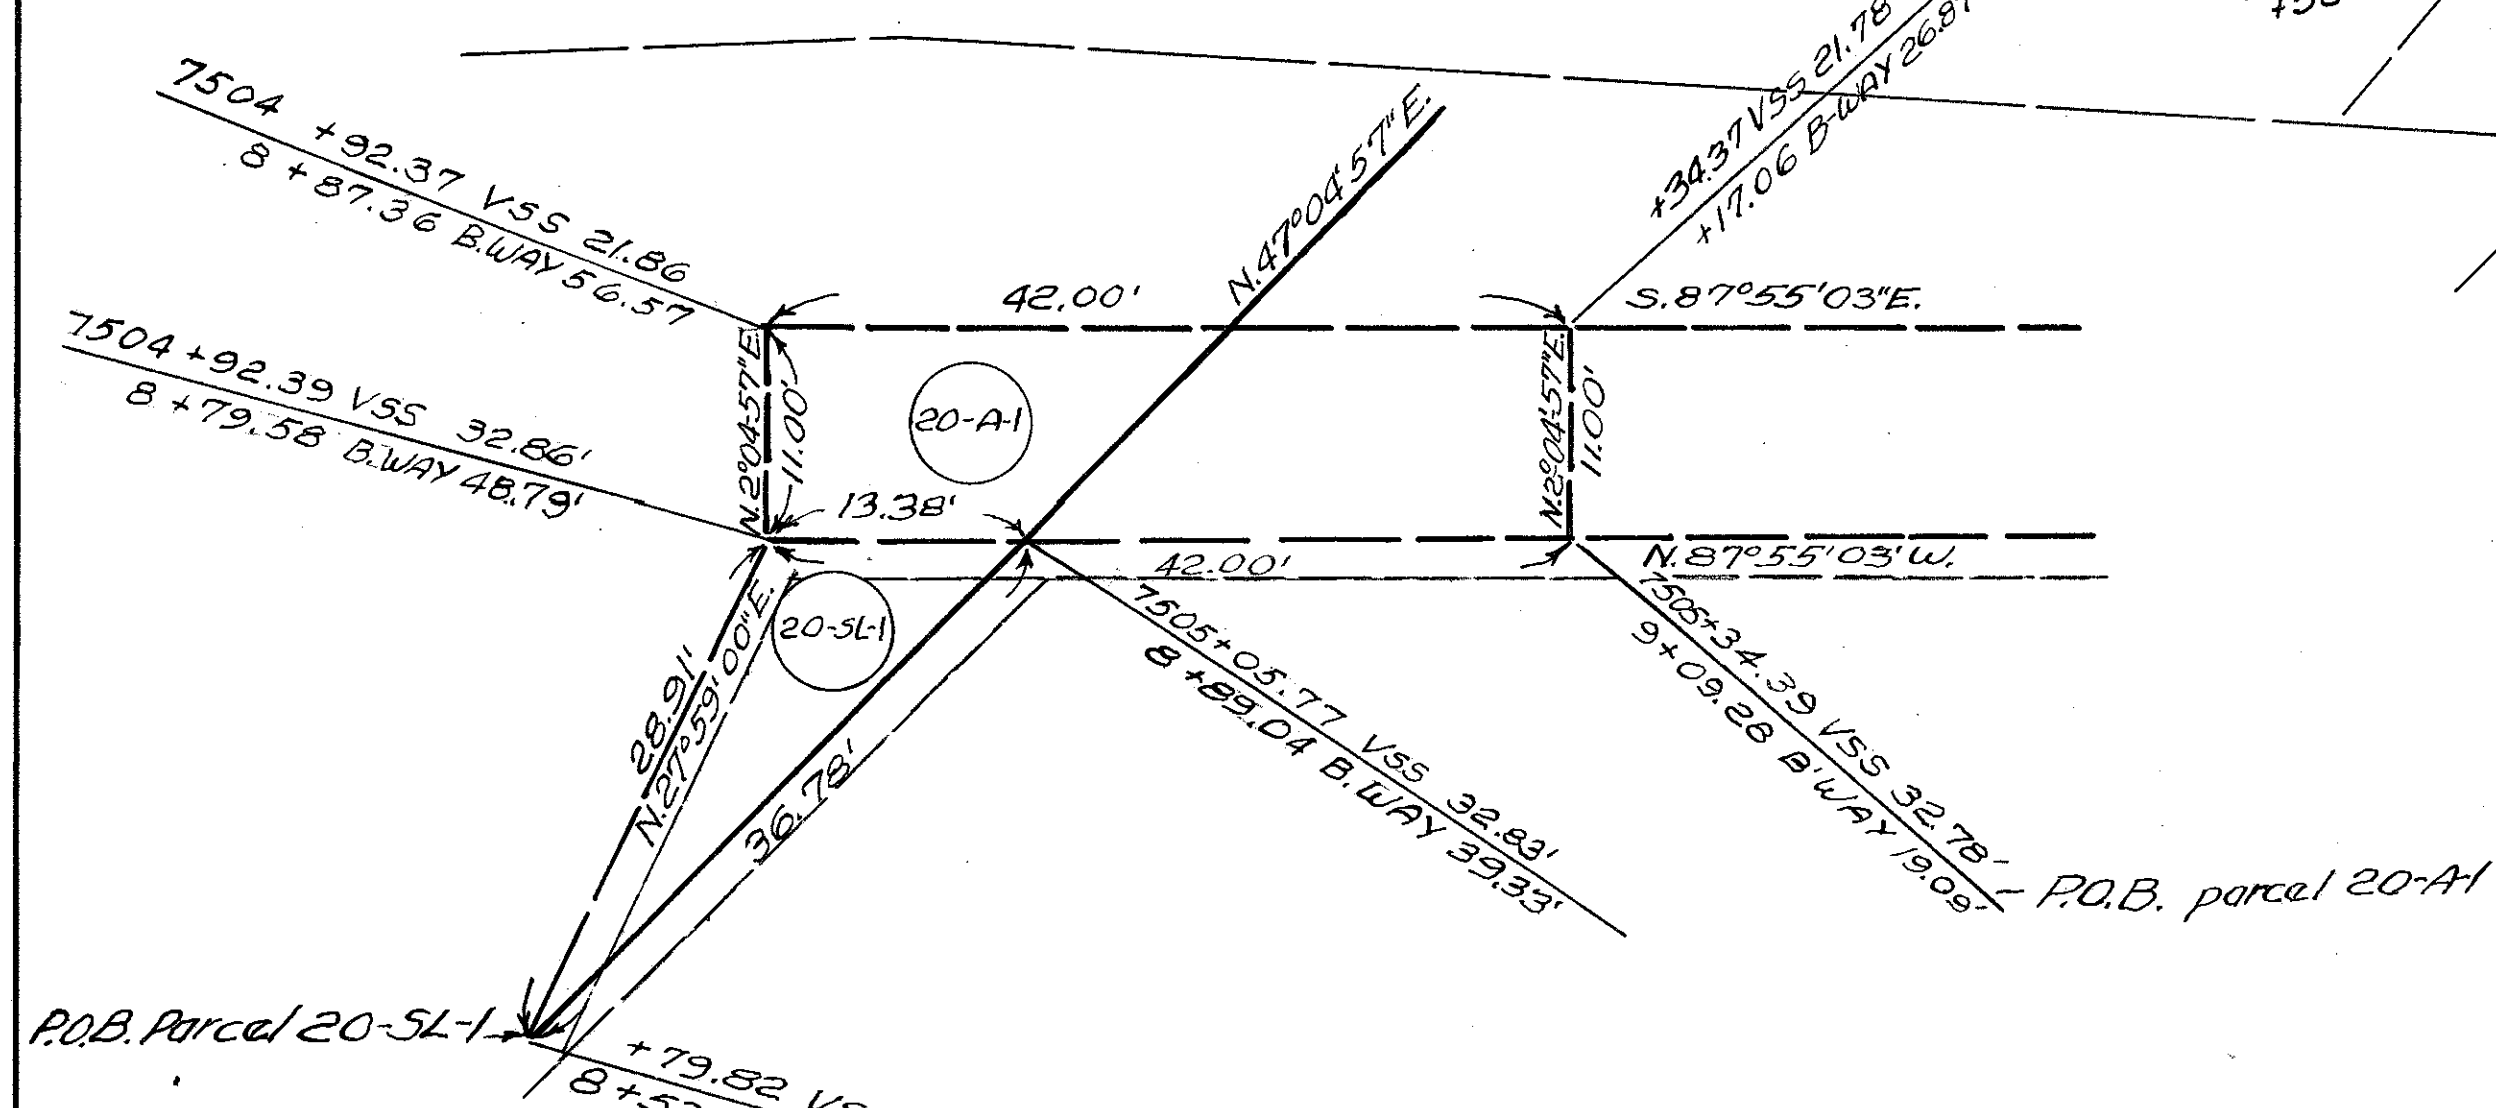 +34.37 VSS 21.78
+17.06 B-WAY 26.8
7504 +92.37 VSS 21.86
8 +87.36 B.WAY 56.57
N.47°04'57"E.
42.00'
S.87°55'03"E.
7504 +92.39 VSS 32.86'
8 +79.58 B.WAY 48.79'
N.2°04'57"E.
11.00'
20-A-1
N.2°04'57"E.
11.00'
13.38'
42.00'
N.87°55'03'W.
20-SL-1
28.91'
N.27°59'00"E.
36.78'
7505+05.77 VSS 32.83'
8 +89.04 B.WAY 39.33'
7505+34.39 VSS 32.78-
9+09.28 B'WAY 19.09-
- P.O.B. parcel 20-A-1
P.O.B. Parcel 20-SL-1
+79.82